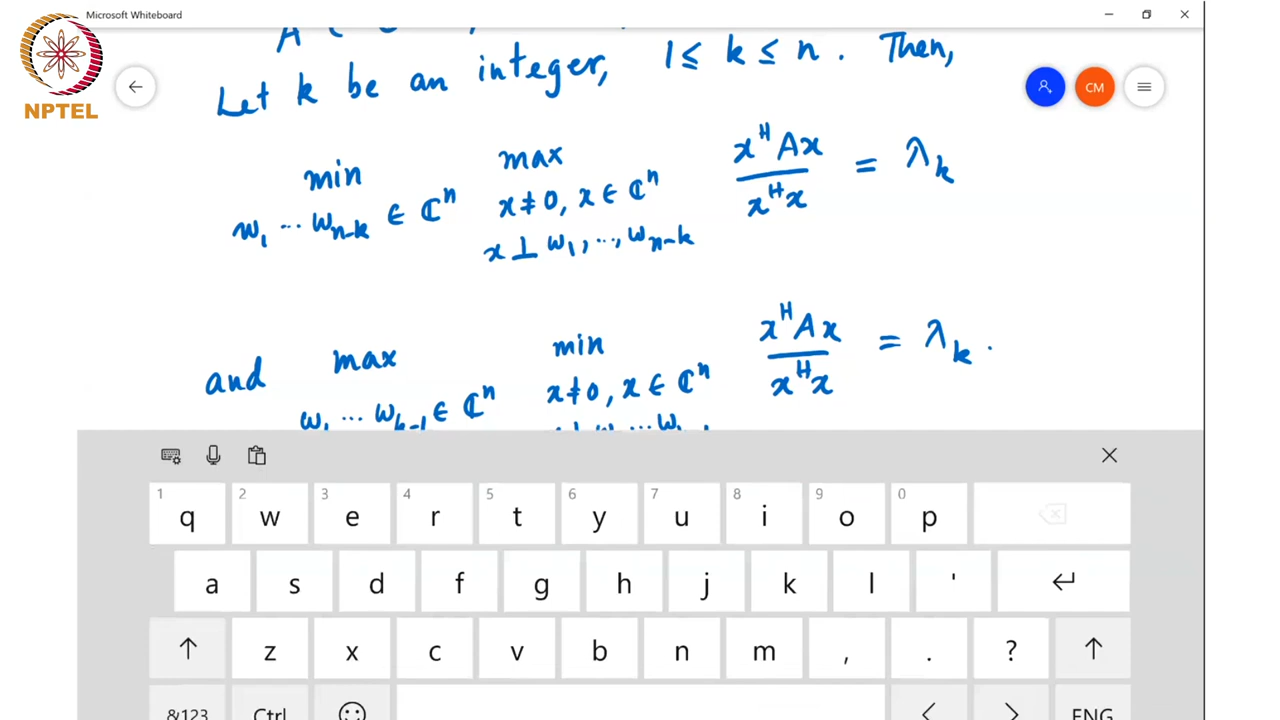 Microsoft Whiteboard
NPTEL
CM
A
Let k be an integer, 1 ≤ k ≤ n. Then,
min max x^H A x / x^H x = λ_k
w_1 ... w_{n-k} ∈ ℂ^n x ≠ 0, x ∈ ℂ^n
x ⊥ w_1, ..., w_{n-k}
and max min x^H A x / x^H x = λ_k .
w_1 ... w_{k-1} ∈ ℂ^n x ≠ 0, x ∈ ℂ^n
1 2 3 4 5 6 7 8 9 0
q w e r t y u i o p
a s d f g h j k l '
z x c v b n m , . ?
&123 Ctrl ENG